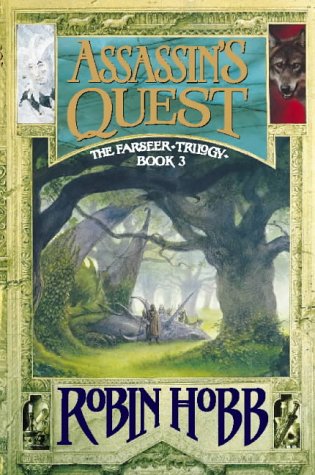 ASSASSIN'S
QUEST
THE FARSEER·TRILOGY·
BOOK 3
ROBIN HOBB